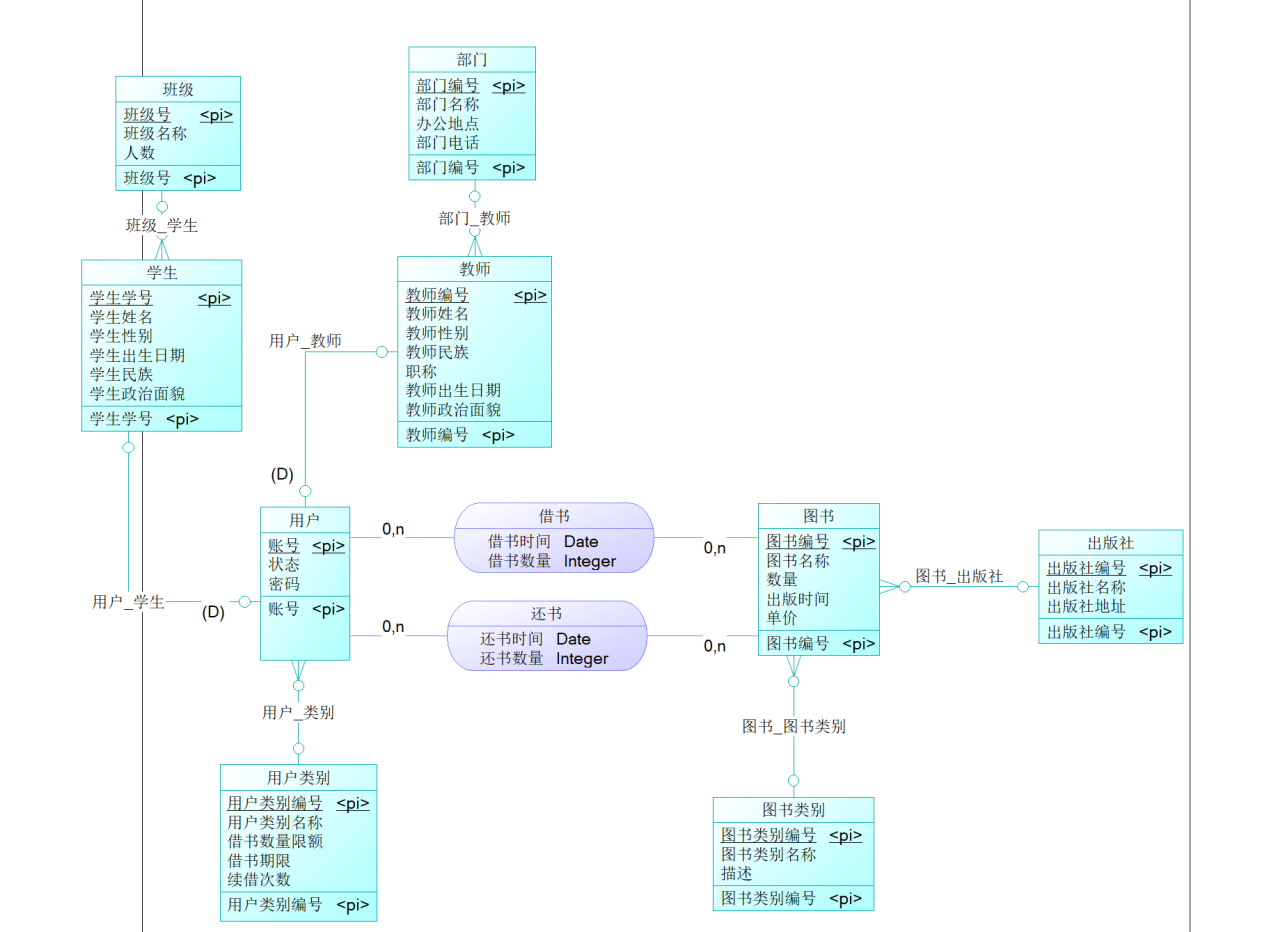 部门
部门编号 <pi>
部门名称
办公地点
部门电话
部门编号 <pi>
班级
班级号 <pi>
班级名称
人数
班级号 <pi>
班级_学生
部门_教师
学生
学生学号 <pi>
学生姓名
学生性别
学生出生日期
学生民族
学生政治面貌
学生学号 <pi>
教师
教师编号 <pi>
教师姓名
教师性别
教师民族
职称
教师出生日期
教师政治面貌
教师编号 <pi>
用户_教师
(D)
用户
账号 <pi>
状态
密码
账号 <pi>
用户_学生
(D)
0,n
借书
借书时间 Date
借书数量 Integer
0,n
0,n
还书
还书时间 Date
还书数量 Integer
0,n
图书
图书编号 <pi>
图书名称
数量
出版时间
单价
图书编号 <pi>
图书_出版社
出版社
出版社编号 <pi>
出版社名称
出版社地址
出版社编号 <pi>
用户_类别
用户类别
用户类别编号 <pi>
用户类别名称
借书数量限额
借书期限
续借次数
用户类别编号 <pi>
图书_图书类别
图书类别
图书类别编号 <pi>
图书类别名称
描述
图书类别编号 <pi>